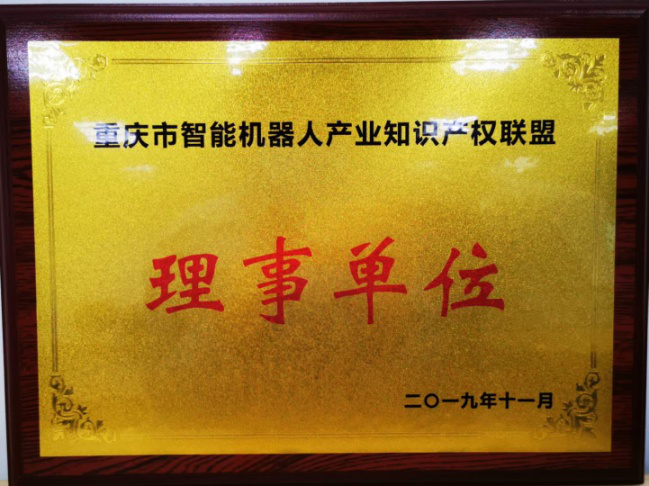 重庆市智能机器人产业知识产权联盟
理事单位
二〇一九年十一月